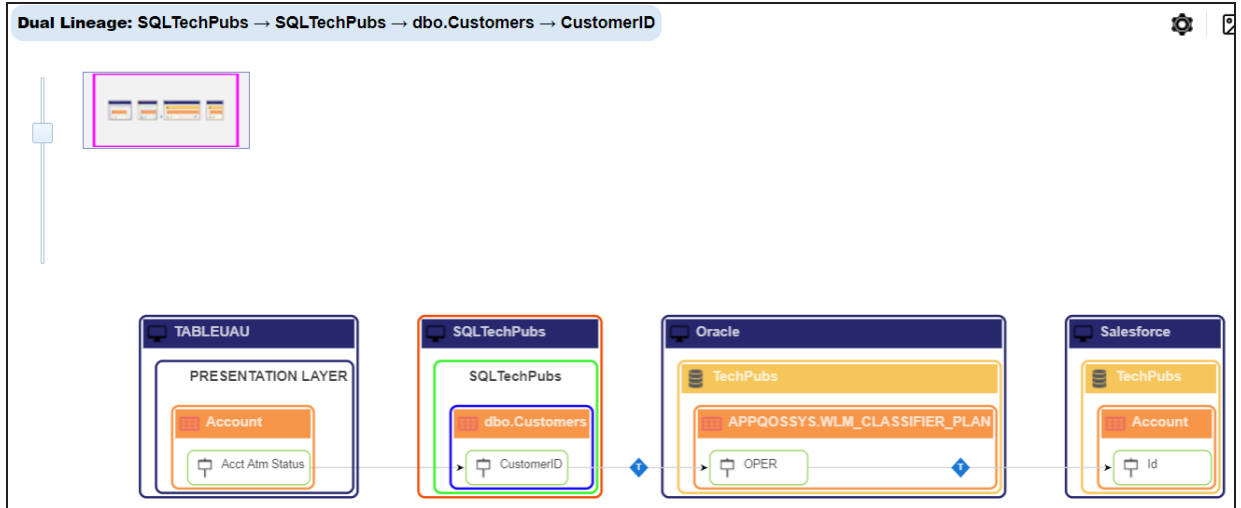 Dual Lineage: SQLTechPubs → SQLTechPubs → dbo.Customers → CustomerID
TABLEUAU
PRESENTATION LAYER
Account
Acct Atm Status
SQLTechPubs
SQLTechPubs
dbo.Customers
CustomerID
T
Oracle
TechPubs
APPQOSSYS.WLM_CLASSIFIER_PLAN
OPER
T
Salesforce
TechPubs
Account
Id